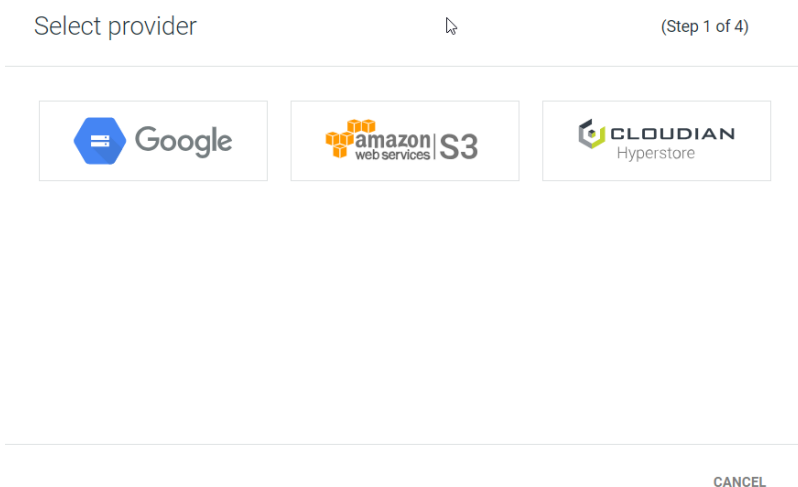 Select provider
(Step 1 of 4)
Google
amazon
web services
S3
CLOUDIAN
Hyperstore
CANCEL